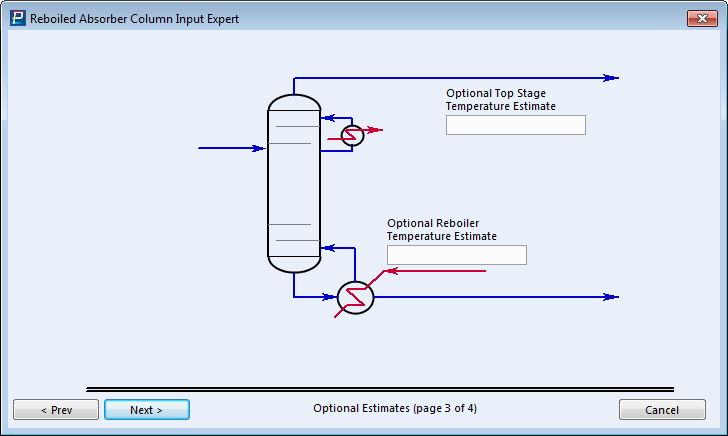 Reboiled Absorber Column Input Expert
Optional Top Stage
Temperature Estimate
Optional Reboiler
Temperature Estimate
< Prev
Next >
Optional Estimates (page 3 of 4)
Cancel